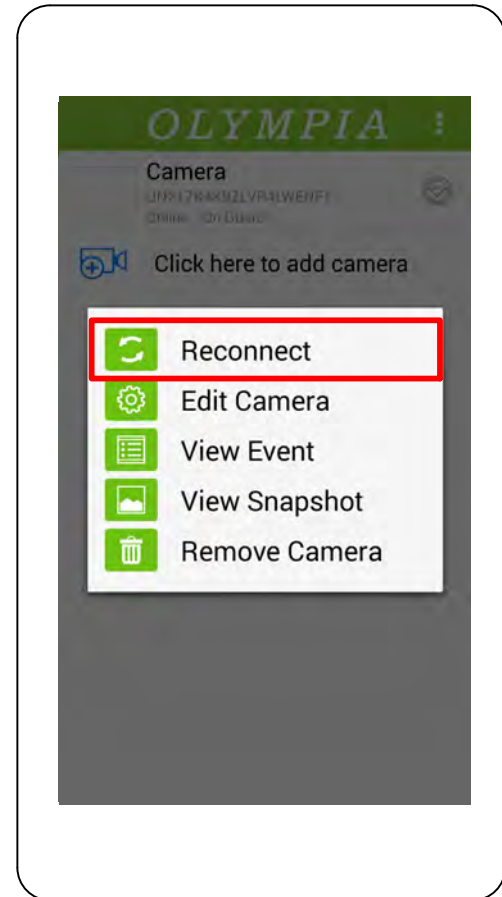 OLYMPIA
Camera
Click here to add camera
Reconnect
Edit Camera
View Event
View Snapshot
Remove Camera